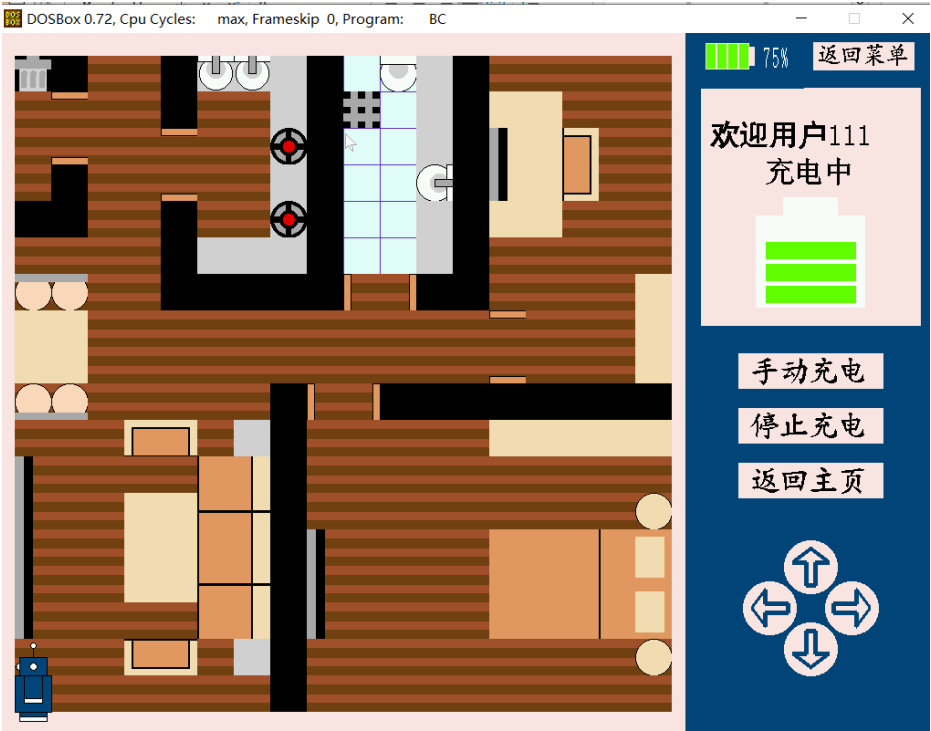 DOSBox 0.72, Cpu Cycles: max, Frameskip 0, Program: BC
75% 返回菜单
欢迎用户111
充电中
手动充电
停止充电
返回主页